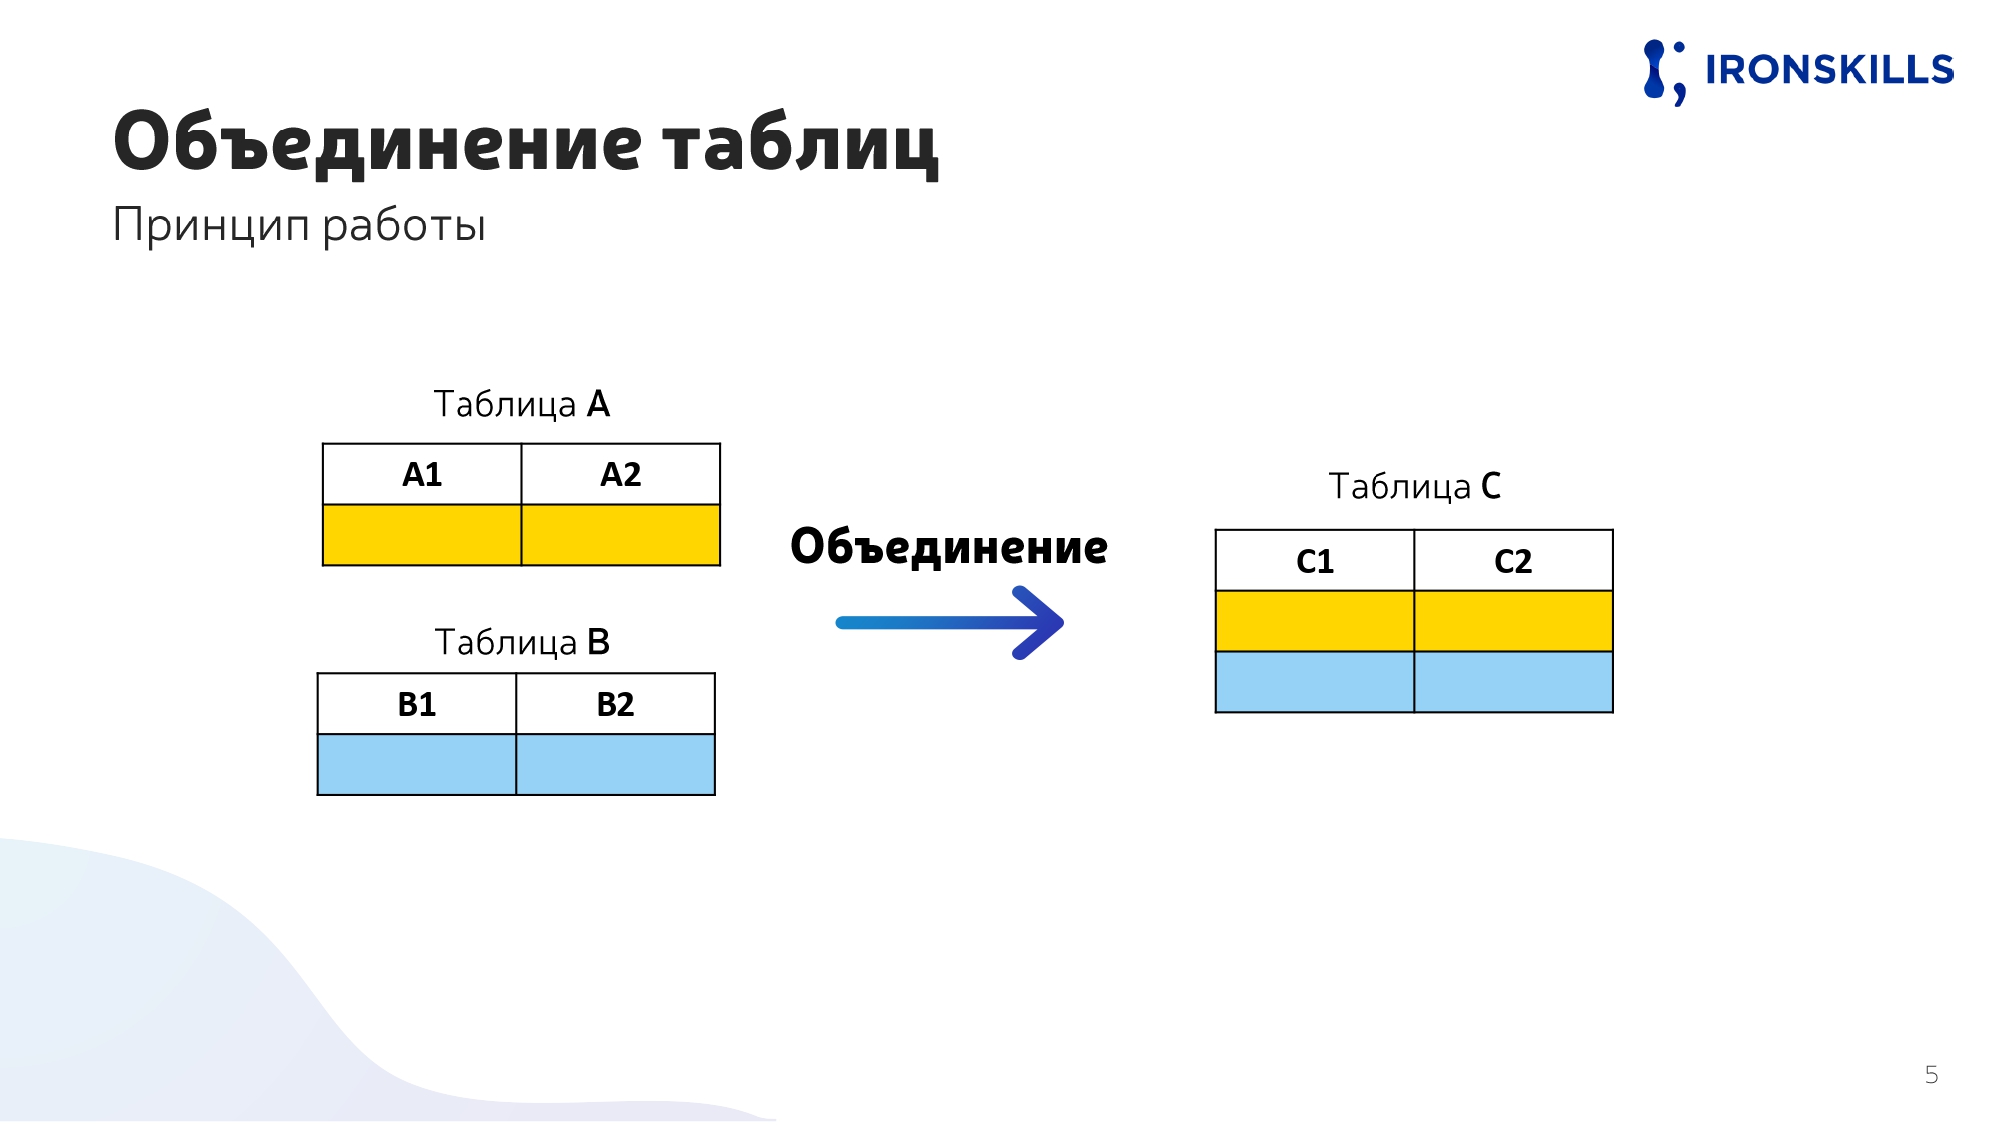 IRONSKILLS
Объединение таблиц
Принцип работы
Таблица A
A1 A2
Таблица B
B1 B2
Объединение
Таблица C
C1 C2
5